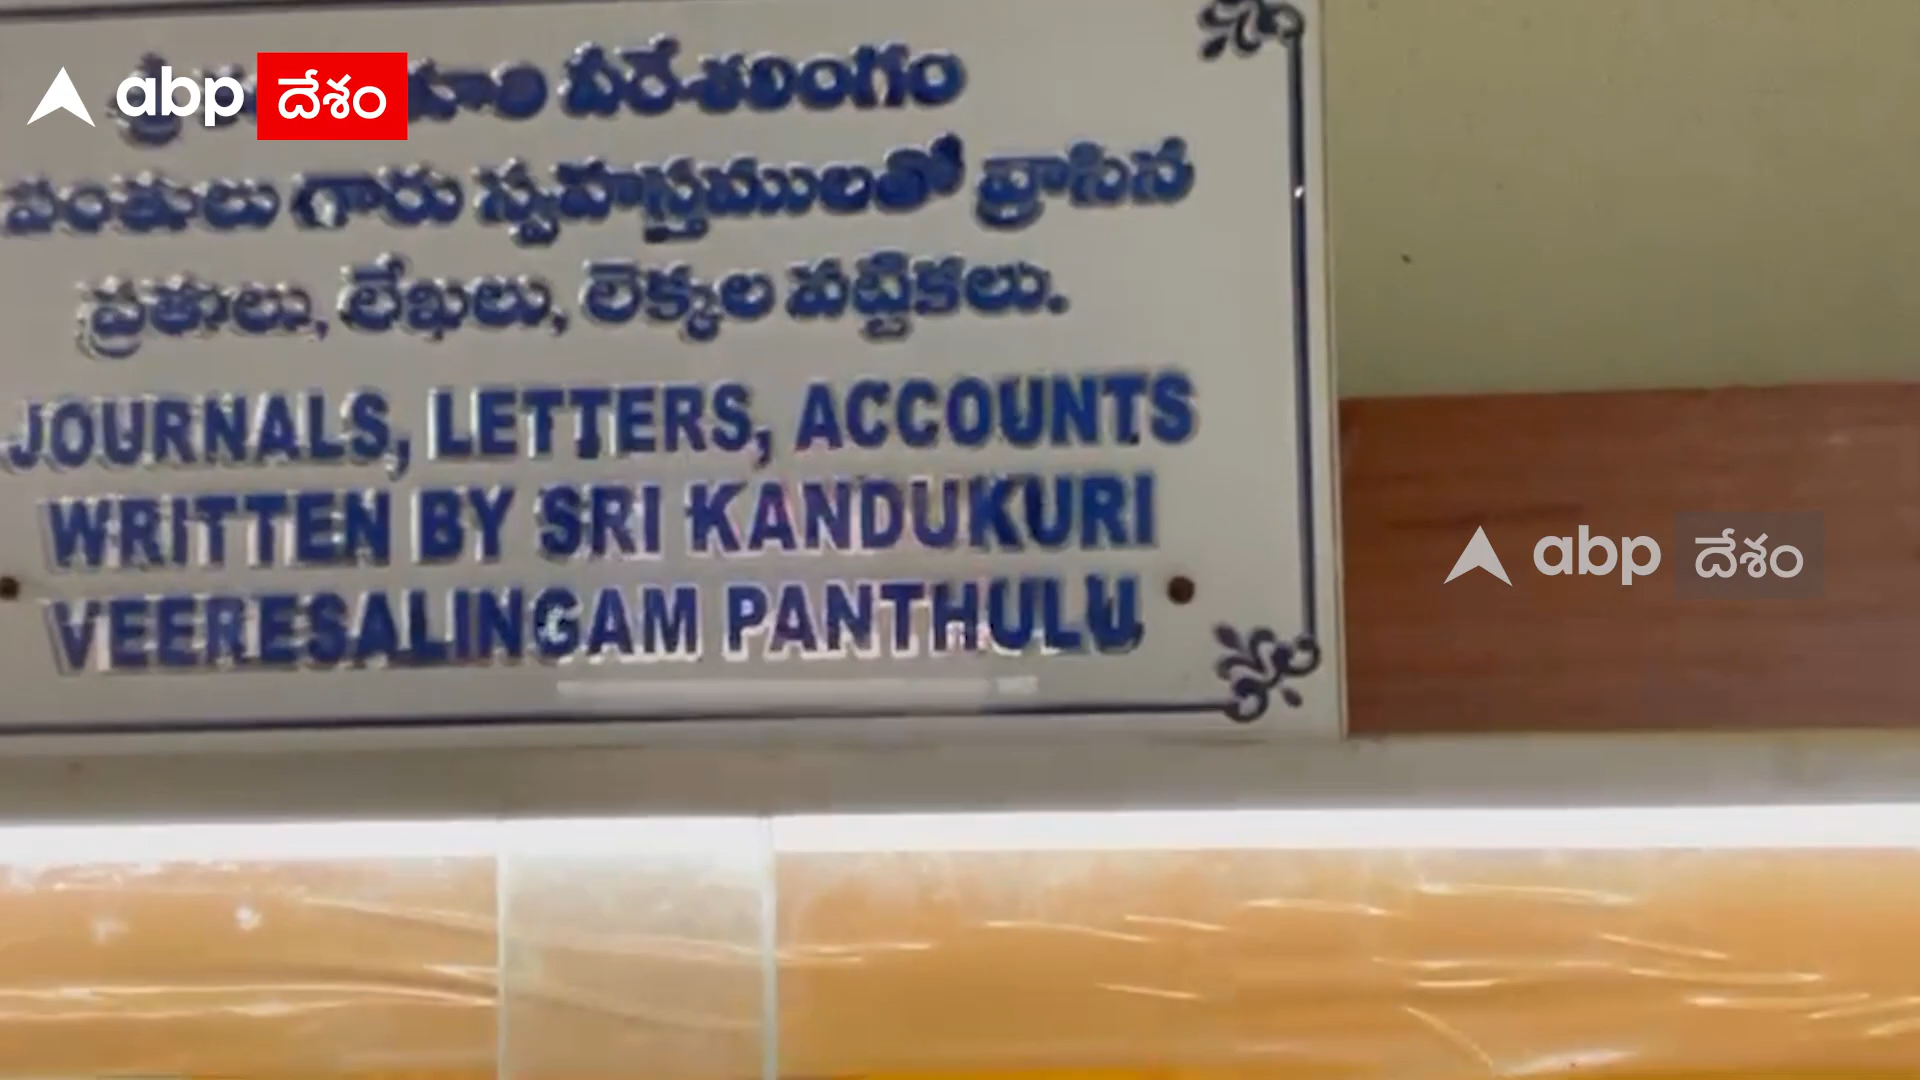 abp దేశం
వీరేశలింగం
పంతులు గారు స్వహస్తములతో వ్రాసిన
ప్రతులు, లేఖలు, లెక్కల పట్టికలు.
JOURNALS, LETTERS, ACCOUNTS
WRITTEN BY SRI KANDUKURI
VEERESALINGAM PANTHULU
abp దేశం